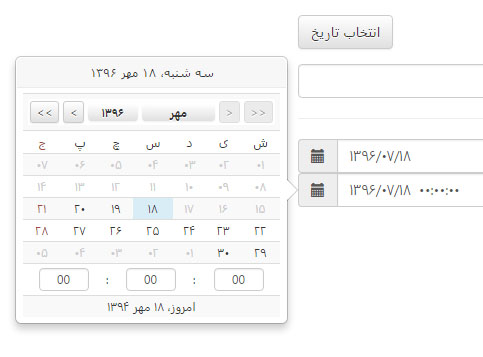 انتخاب تاریخ
۱۳۹۶/۰۷/۱۸
۱۳۹۶/۰۷/۱۸ ۰۰:۰۰:۰۰
سه شنبه، ۱۸ مهر ۱۳۹۶
>> > مهر ۱۳۹۶ < <<
ش ی د س چ پ ج
۰۱ ۰۲ ۰۳ ۰۴ ۰۵ ۰۶ ۰۷
۰۸ ۰۹ ۱۰ ۱۱ ۱۲ ۱۳ ۱۴
۱۵ ۱۶ ۱۷ ۱۸ ۱۹ ۲۰ ۲۱
۲۲ ۲۳ ۲۴ ۲۵ ۲۶ ۲۷ ۲۸
۲۹ ۳۰ ۰۱ ۰۲ ۰۳ ۰۴ ۰۵
00 : 00 : 00
امروز، ۱۸ مهر ۱۳۹۴